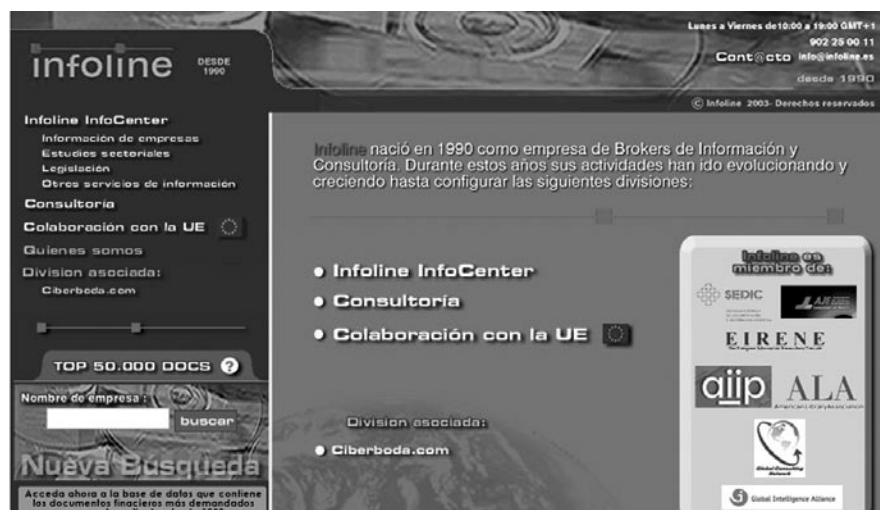 infoline DESDE 1990
Lunes a Viernes de10:00 a 19:00 GMT+1
902 25 00 11
Cont@cto info@infoline.es
desde 1990
© Infoline 2003- Derechos reservados
Infoline InfoCenter
Información de empresas
Estudios sectoriales
Legislación
Otros servicios de información
Consultoría
Colaboración con la UE
Quienes somos
Division asociada:
Ciberboda.com
TOP 50.000 DOCS ?
Nombre de empresa :
buscar
Nueva Búsqueda
Acceda ahora a la base de datos que contiene
los documentos finacieros más demandados
Infoline nació en 1990 como empresa de Brokers de Información y
Consultoría. Durante estos años sus actividades han ido evolucionando y
creciendo hasta configurar las siguientes divisiones:
Infoline InfoCenter
Consultoría
Colaboración con la UE
Division asociada:
Ciberboda.com
Infoline es
miembro de:
SEDIC
EIRENE
aiip
ALA
American Library Association
Global Consulting
Network
Global Intelligence Alliance